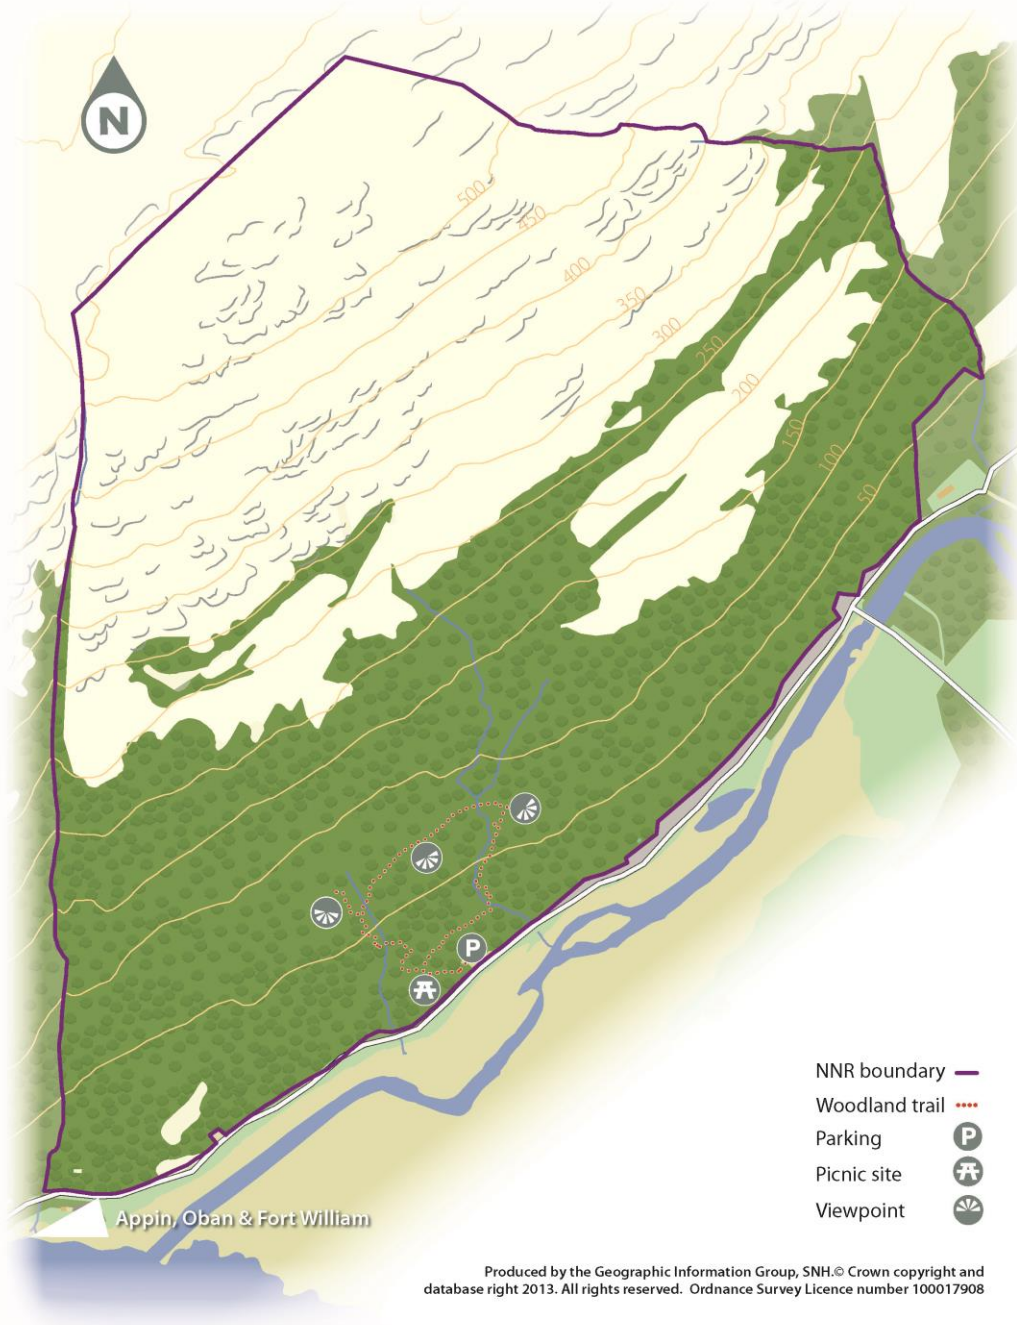 N
500
450
400
350
300
250
200
150
100
50
P
NNR boundary
Woodland trail
Parking P
Picnic site
Viewpoint
Appin, Oban & Fort William
Produced by the Geographic Information Group, SNH.© Crown copyright and
database right 2013. All rights reserved. Ordnance Survey Licence number 100017908